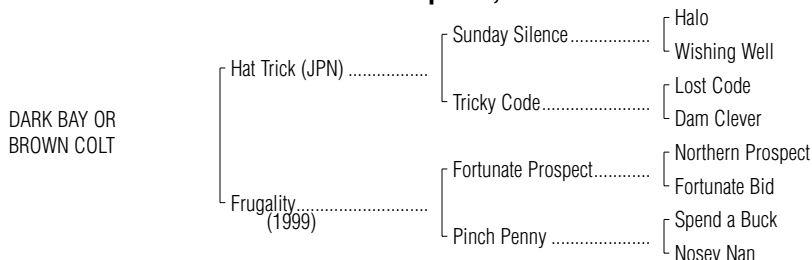 Halo
Sunday Silence
Wishing Well
Hat Trick (JPN)
Lost Code
Tricky Code
Dam Clever
DARK BAY OR
BROWN COLT
Northern Prospect
Fortunate Prospect
Fortunate Bid
Frugality
(1999)
Spend a Buck
Pinch Penny
Nosey Nan